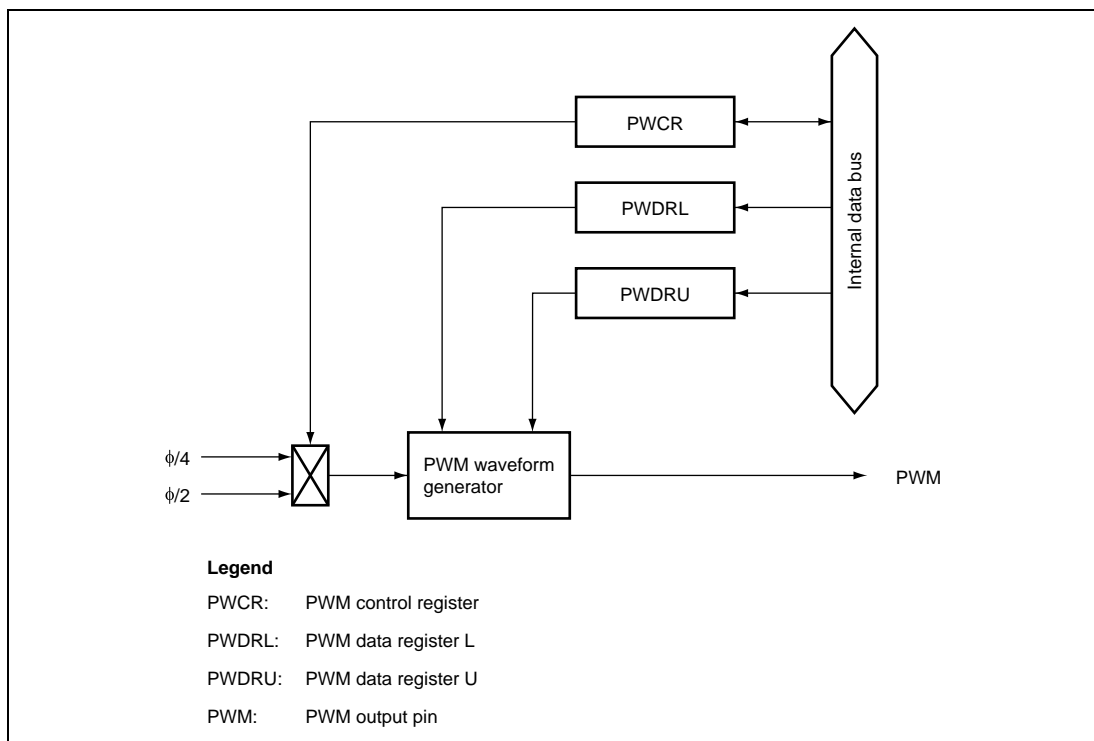 PWCR
PWDRL
PWDRU
Internal data bus
ϕ/4
ϕ/2
PWM waveform
generator
PWM
Legend
PWCR: PWM control register
PWDRL: PWM data register L
PWDRU: PWM data register U
PWM: PWM output pin